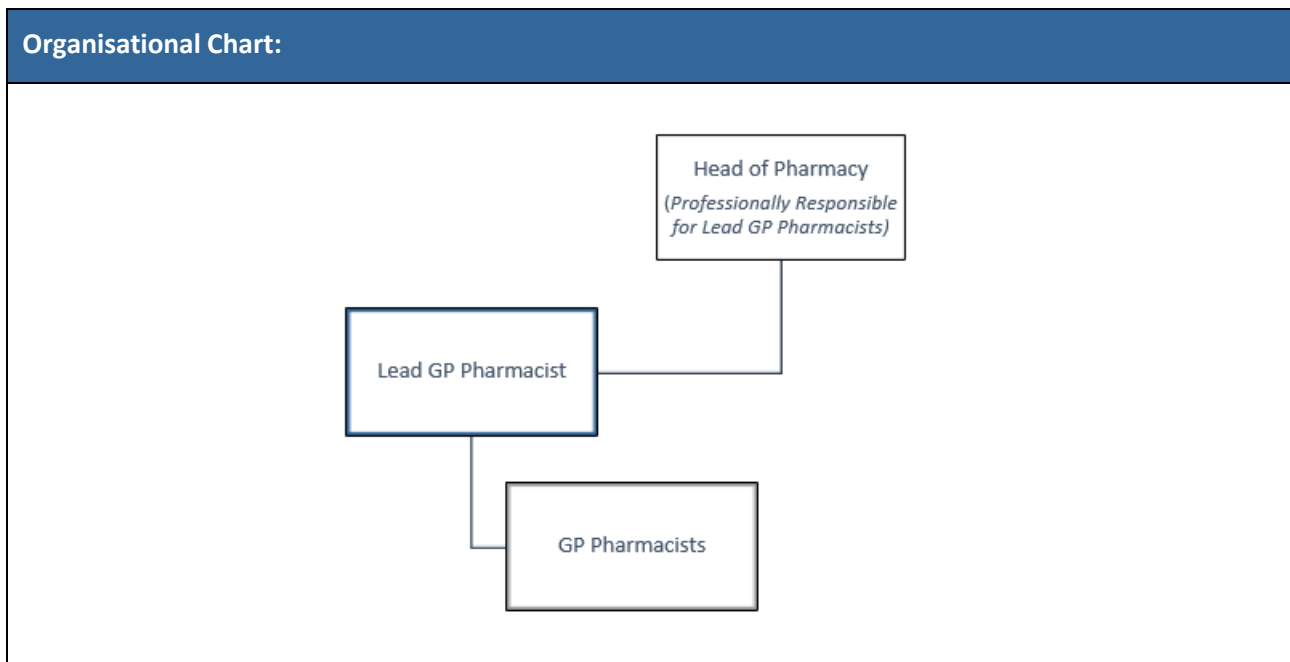 Organisational Chart:
Head of Pharmacy
(Professionally Responsible
for Lead GP Pharmacists)
Lead GP Pharmacist
GP Pharmacists